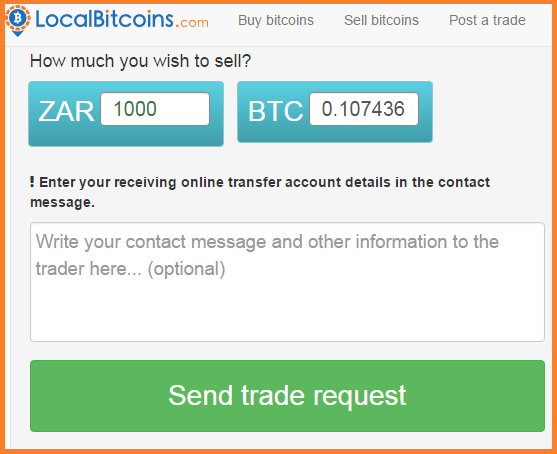 LocalBitcoins.com Buy bitcoins Sell bitcoins Post a trade
How much you wish to sell?
ZAR 1000 BTC 0.107436
! Enter your receiving online transfer account details in the contact
message.
Write your contact message and other information to the
trader here... (optional)
Send trade request